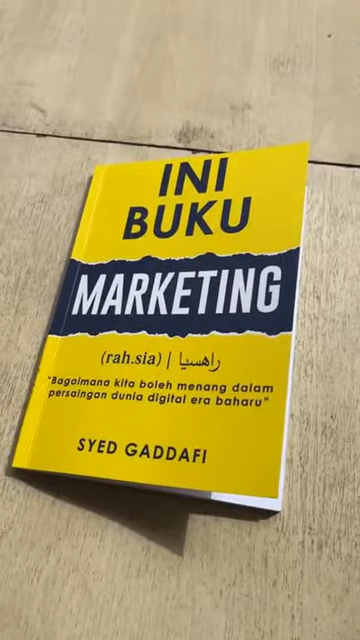 INI
BUKU
MARKETING
(rah.sia) | راهسيا
"Bagaimana kita boleh menang dalam
persaingan dunia digital era baharu"
SYED GADDAFI